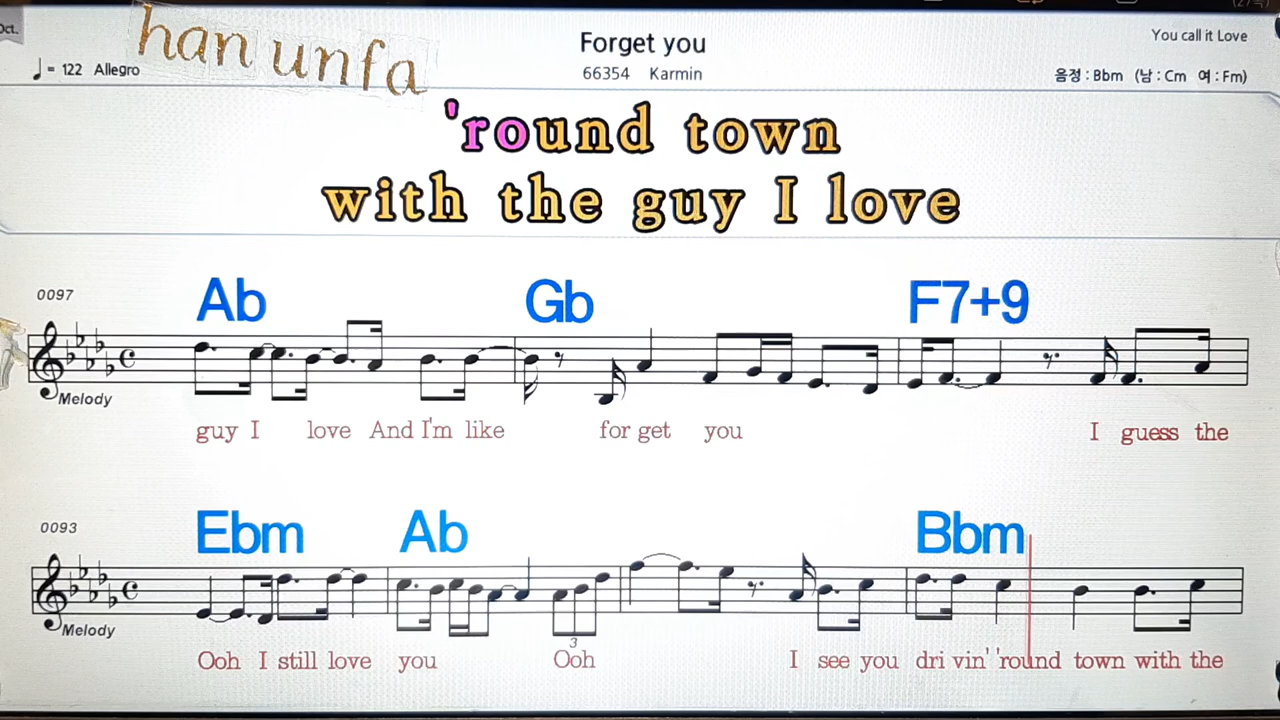 Oct.
han unfa
Forget you
You call it Love
♩= 122 Allegro
66354 Karmin
음정 : Bbm (남 : Cm 여 : Fm)
'round town
with the guy I love
0097
Ab Gb F7+9
Melody
guy I love And I'm like for get you I guess the
0093
Ebm Ab Bbm
3
Melody
Ooh I still love you Ooh I see you dri vin' 'round town with the